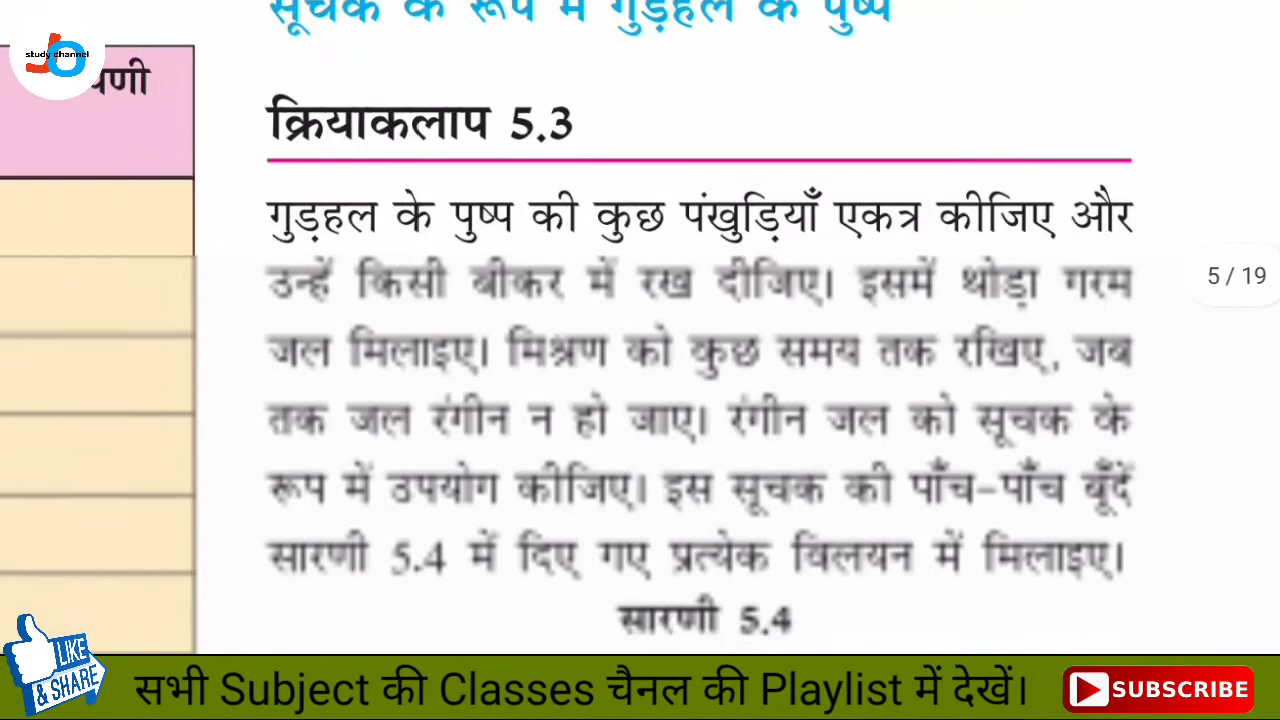 सूचक के रूप में गुड़हल के पुष्प
study channel
JO
पणी
क्रियाकलाप 5.3
गुड़हल के पुष्प की कुछ पंखुड़ियाँ एकत्र कीजिए और
उन्हें किसी बीकर में रख दीजिए। इसमें थोड़ा गरम
5 / 19
जल मिलाइए। मिश्रण को कुछ समय तक रखिए, जब
तक जल रंगीन न हो जाए। रंगीन जल को सूचक के
रूप में उपयोग कीजिए। इस सूचक की पाँच-पाँच बूँदें
सारणी 5.4 में दिए गए प्रत्येक विलयन में मिलाइए।
सारणी 5.4
LIKE
& SHARE
सभी Subject की Classes चैनल की Playlist में देखें।
SUBSCRIBE